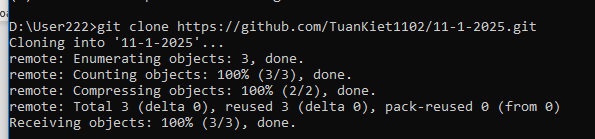 D:\User222>git clone https://github.com/TuanKiet1102/11-1-2025.git
Cloning into '11-1-2025'...
remote: Enumerating objects: 3, done.
remote: Counting objects: 100% (3/3), done.
remote: Compressing objects: 100% (2/2), done.
remote: Total 3 (delta 0), reused 3 (delta 0), pack-reused 0 (from 0)
Receiving objects: 100% (3/3), done.